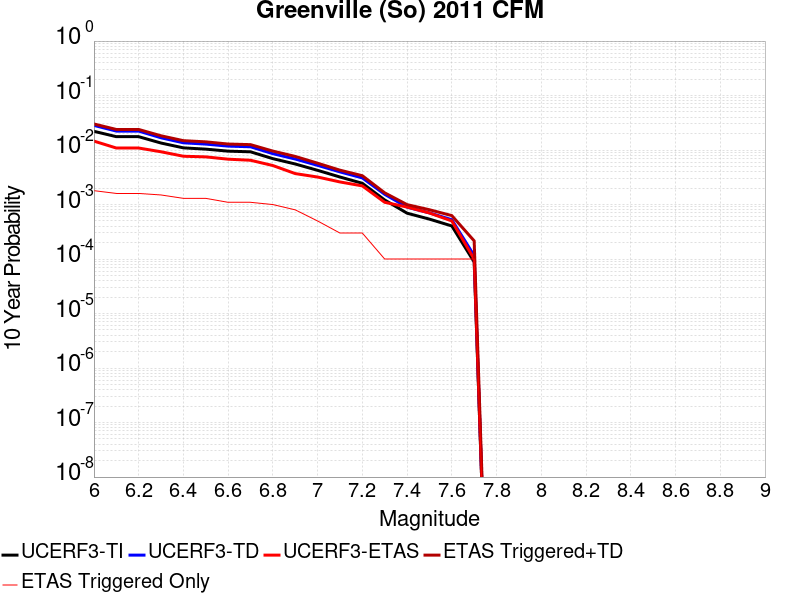 Greenville (So) 2011 CFM
10^0
10^-1
10^-2
10^-3
10^-4
10^-5
10^-6
10^-7
10^-8
10 Year Probability
6 6.2 6.4 6.6 6.8 7 7.2 7.4 7.6 7.8 8 8.2 8.4 8.6 8.8 9
Magnitude
UCERF3-TI UCERF3-TD UCERF3-ETAS ETAS Triggered+TD
ETAS Triggered Only